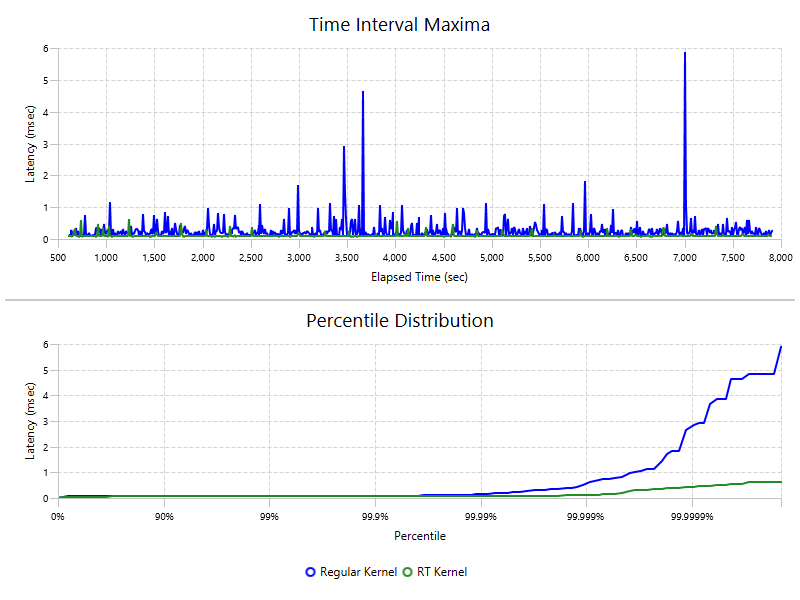 Time Interval Maxima
6
5
4
3
2
1
0
Latency (msec)
500 1,000 1,500 2,000 2,500 3,000 3,500 4,000 4,500 5,000 5,500 6,000 6,500 7,000 7,500 8,000
Elapsed Time (sec)
Percentile Distribution
6
5
4
3
2
1
0
Latency (msec)
0% 90% 99% 99.9% 99.99% 99.999% 99.9999%
Percentile
Regular Kernel RT Kernel